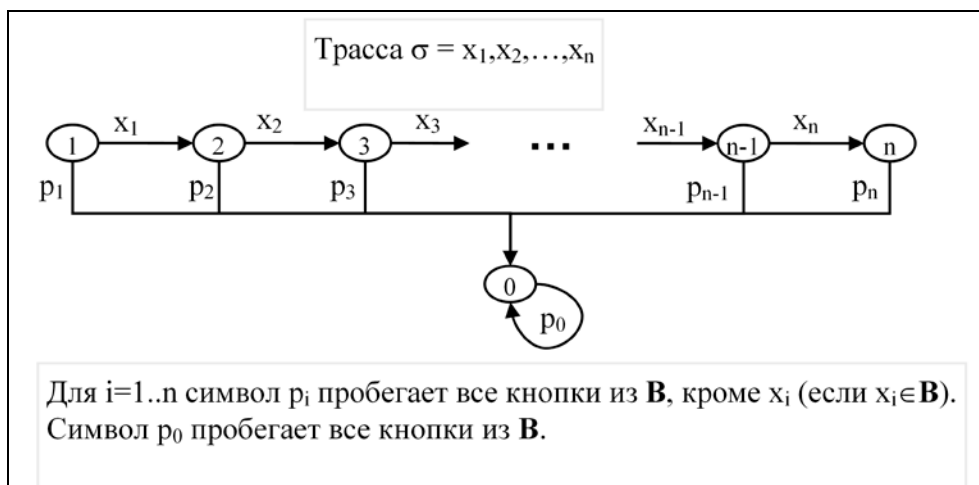 Трасса σ = x₁,x₂,…,xₙ
x₁ x₂ x₃ xₙ₋₁ xₙ
1 2 3 ... n-1 n
p₁ p₂ p₃ pₙ₋₁ pₙ
0
p₀
Для i=1..n символ pᵢ пробегает все кнопки из B, кроме xᵢ (если xᵢ∈B).
Символ p₀ пробегает все кнопки из B.